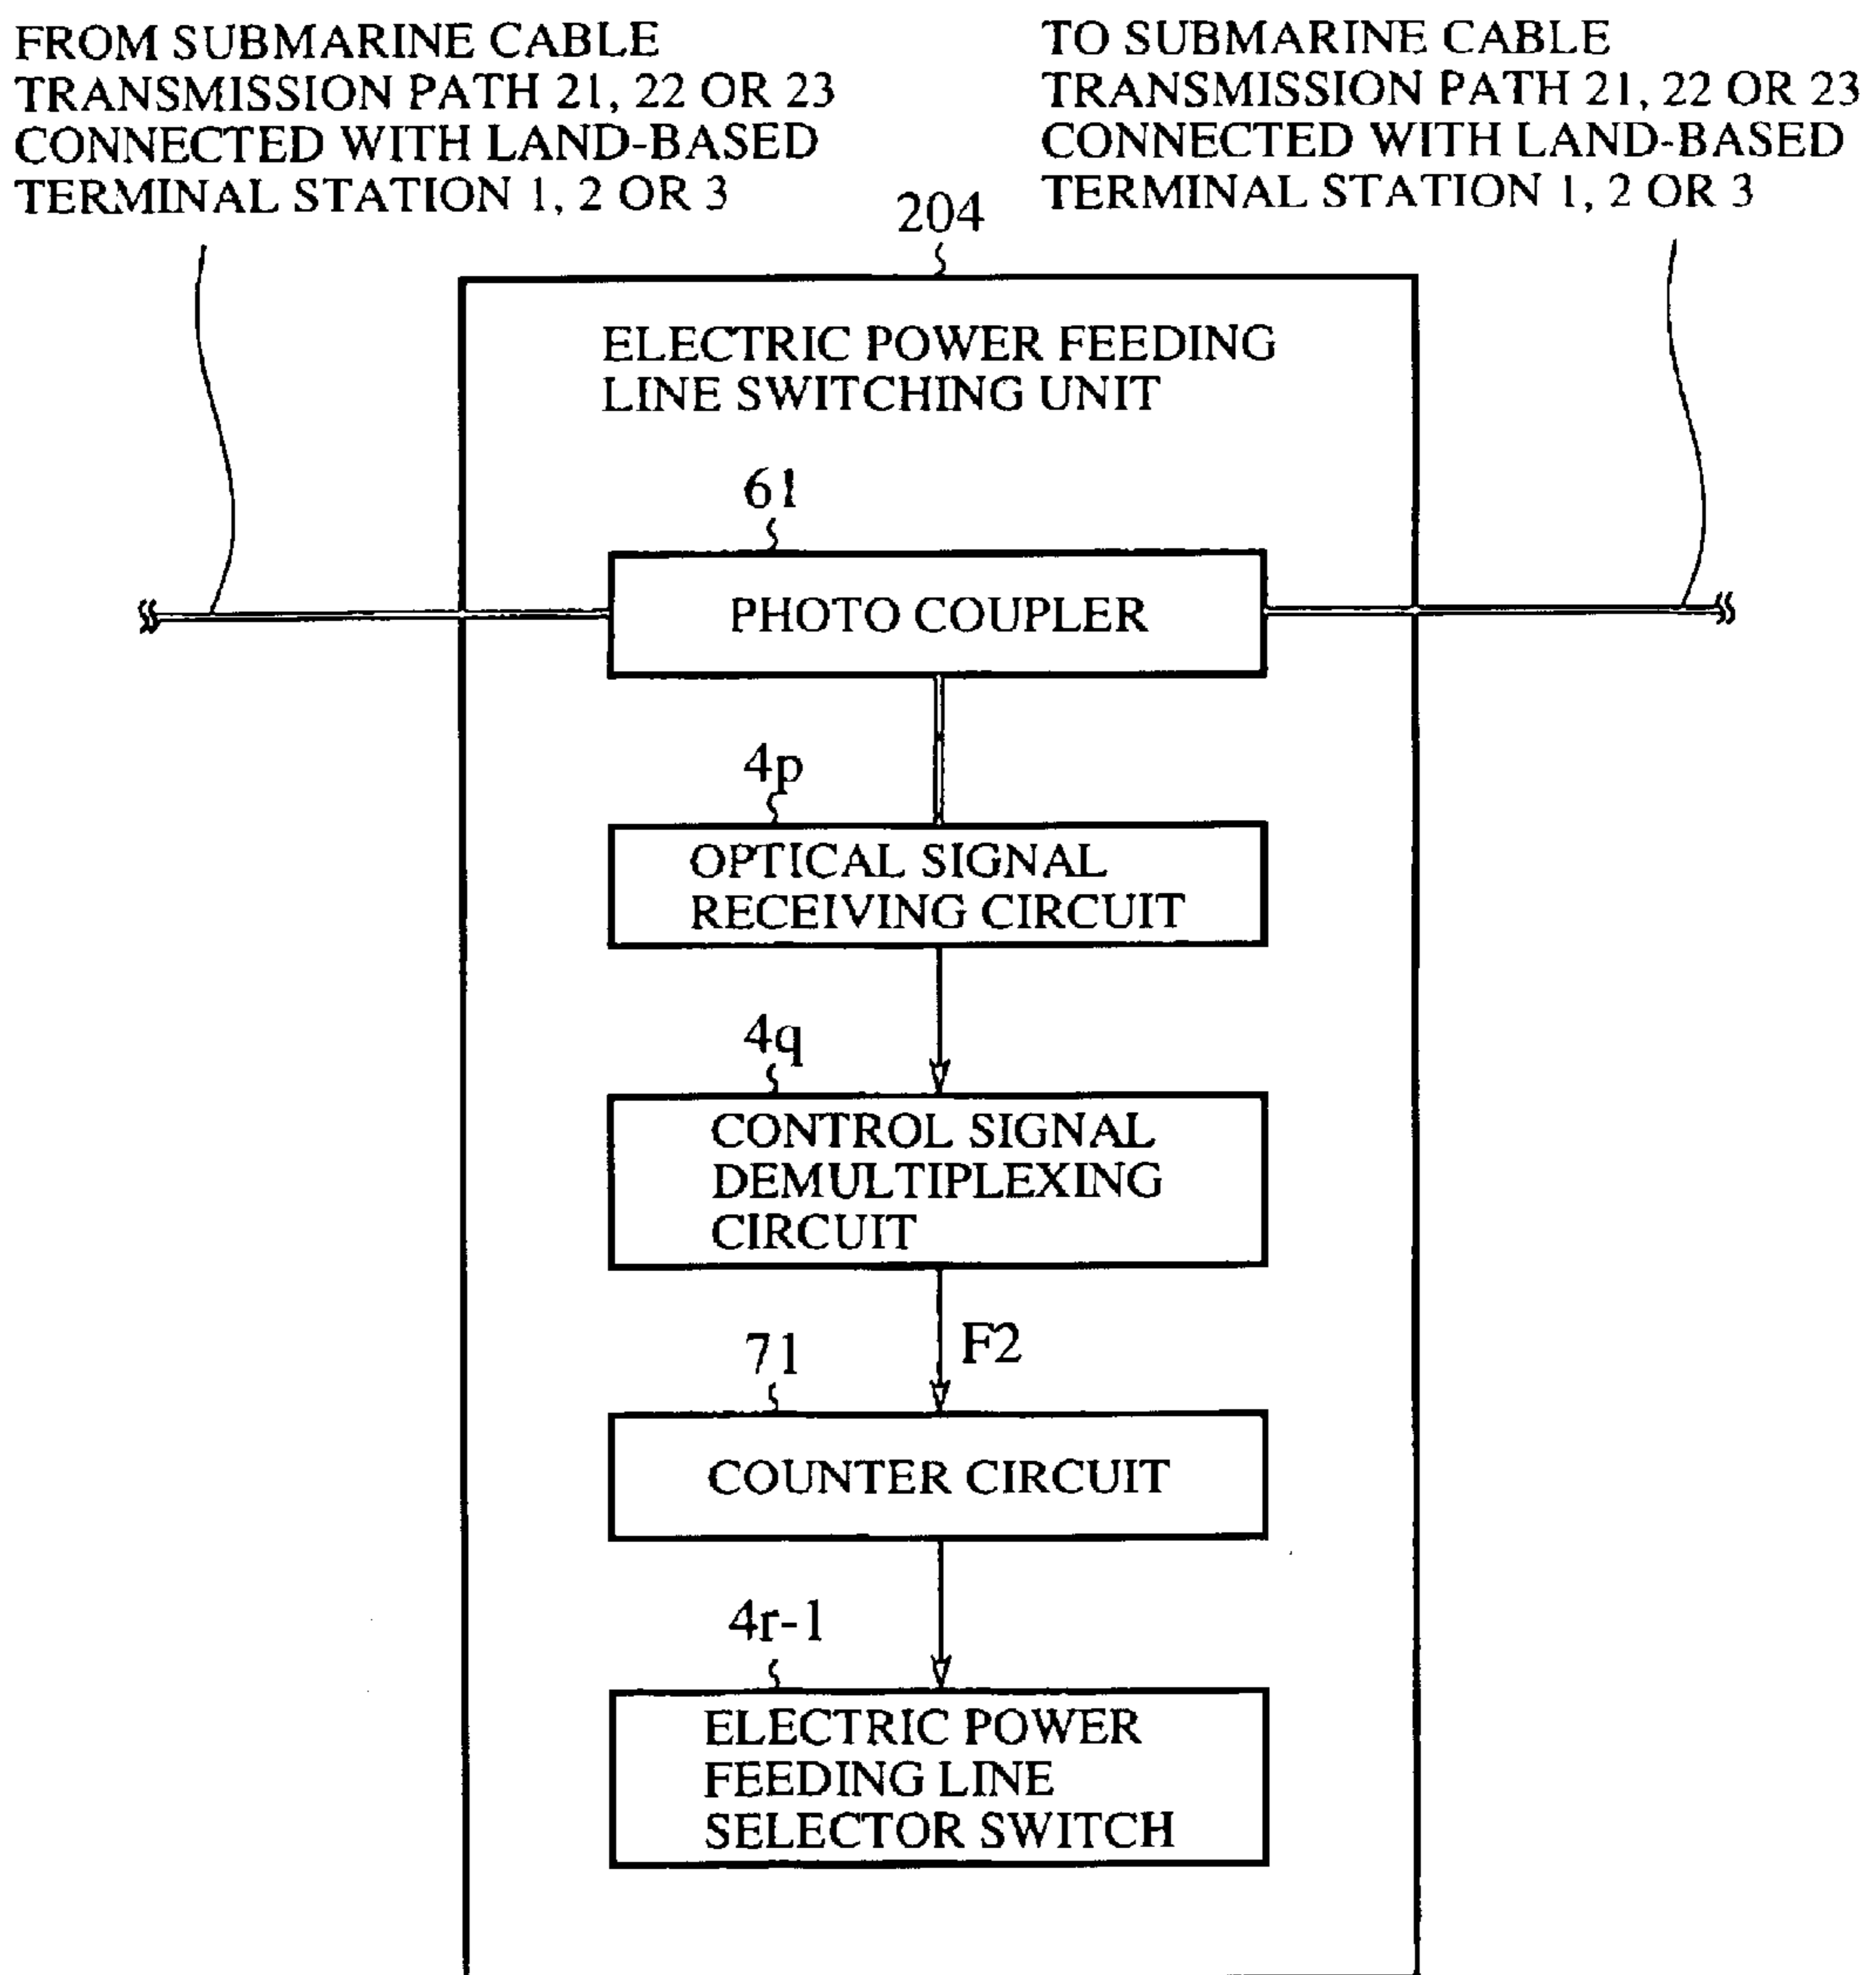 FROM SUBMARINE CABLE
TRANSMISSION PATH 21, 22 OR 23
CONNECTED WITH LAND-BASED
TERMINAL STATION 1, 2 OR 3
TO SUBMARINE CABLE
TRANSMISSION PATH 21, 22 OR 23
CONNECTED WITH LAND-BASED
TERMINAL STATION 1, 2 OR 3
204
ELECTRIC POWER FEEDING
LINE SWITCHING UNIT
61
PHOTO COUPLER
4p
OPTICAL SIGNAL
RECEIVING CIRCUIT
4q
CONTROL SIGNAL
DEMULTIPLEXING
CIRCUIT
F2
71
COUNTER CIRCUIT
4r-1
ELECTRIC POWER
FEEDING LINE
SELECTOR SWITCH